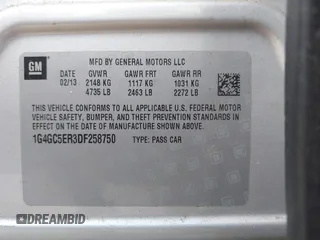 GM
MFD BY GENERAL MOTORS LLC
DATE GVWR GAWR FRT GAWR RR
02/13 2148 KG 1117 KG 1031 KG
4735 LB 2463 LB 2272 LB
THIS VEHICLE CONFORMS TO ALL APPLICABLE U.S. FEDERAL MOTOR
VEHICLE SAFETY, BUMPER, AND THEFT PREVENTION STANDARDS
IN EFFECT ON THE DATE OF MANUFACTURE SHOWN ABOVE.
1G4GC5ER3DF258750 TYPE: PASS CAR
DREAMBID